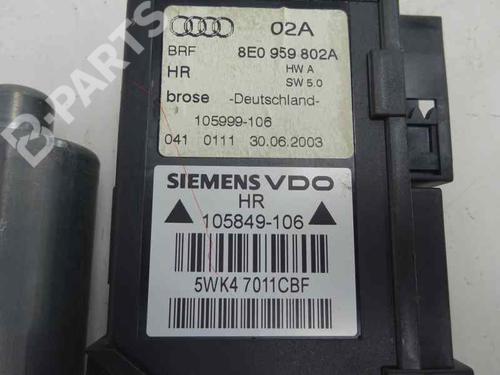 02A
BRF 8E0 959 802A
HR HW A
SW 5.0
brose -Deutschland-
105999-106
041 0111 30.06.2003
SIEMENS VDO
HR
105849-106
5WK4 7011CBF